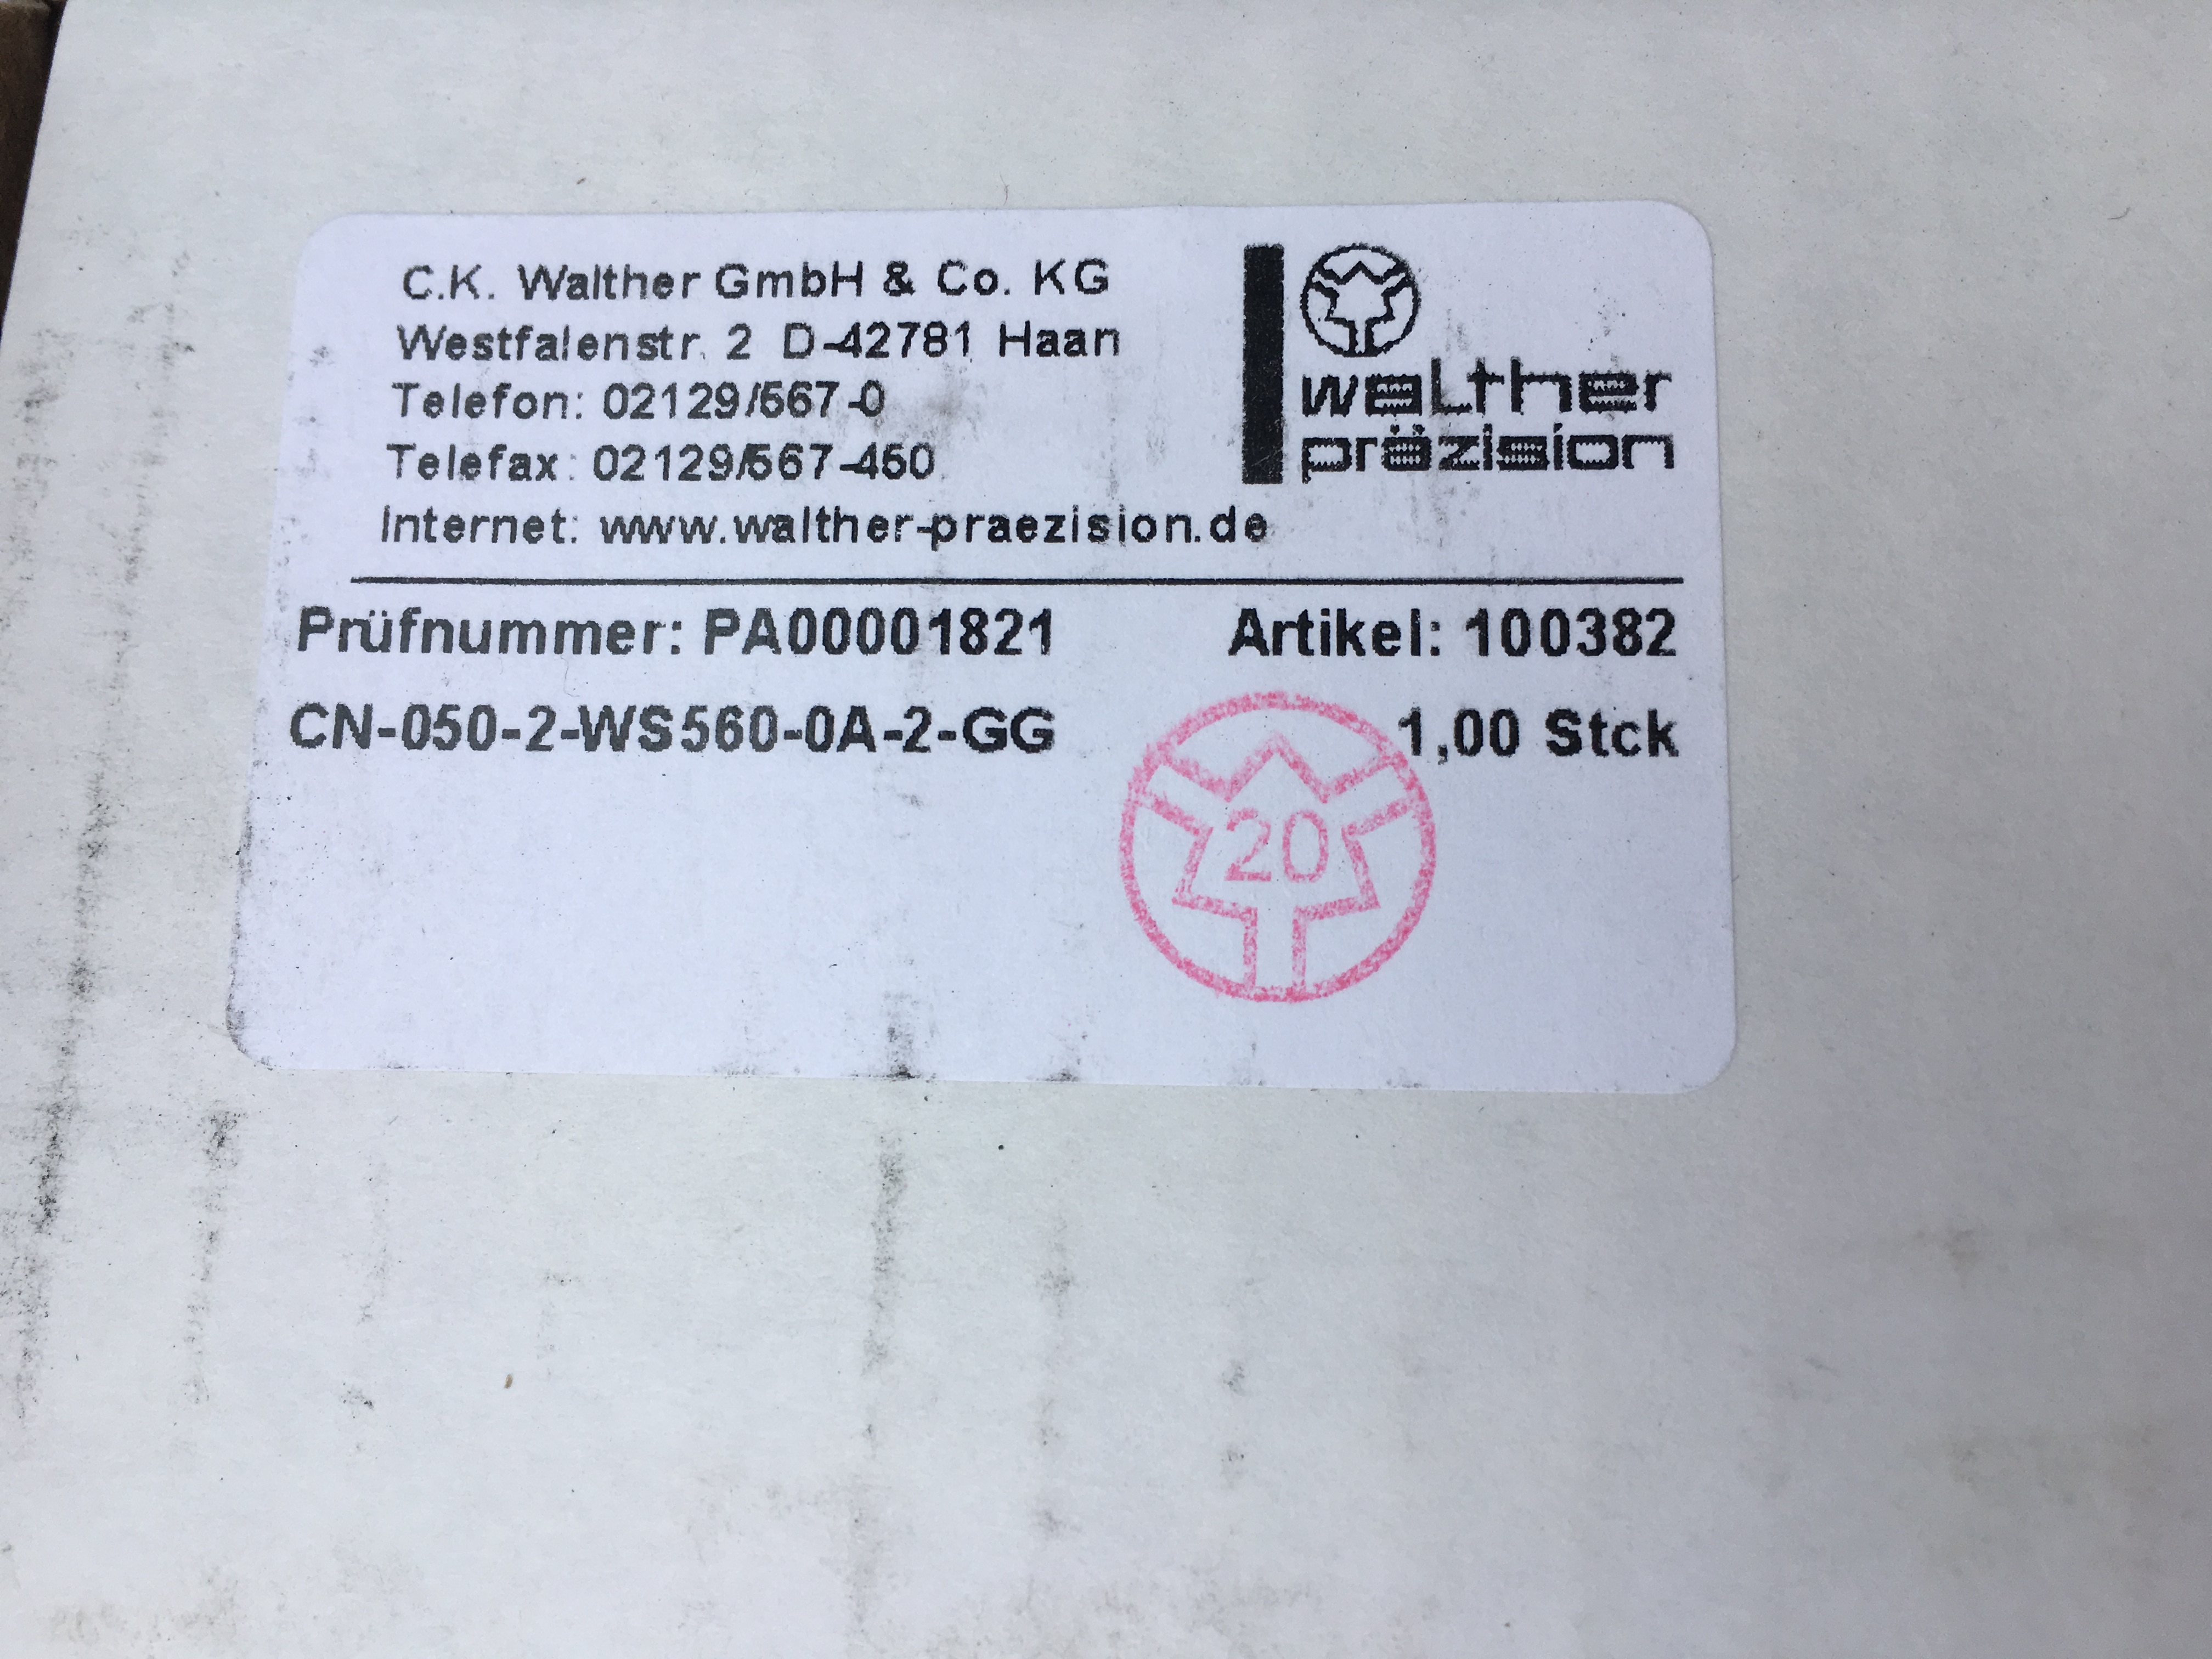 C.K. Walther GmbH & Co. KG
Westfalenstr. 2 D-42781 Haan
Telefon: 02129/567-0
Telefax: 02129/567-450
Internet: www.walther-praezision.de
walther
präzision
Prüfnummer: PA00001821 Artikel: 100382
CN-050-2-WS560-0A-2-GG 1,00 Stck
20